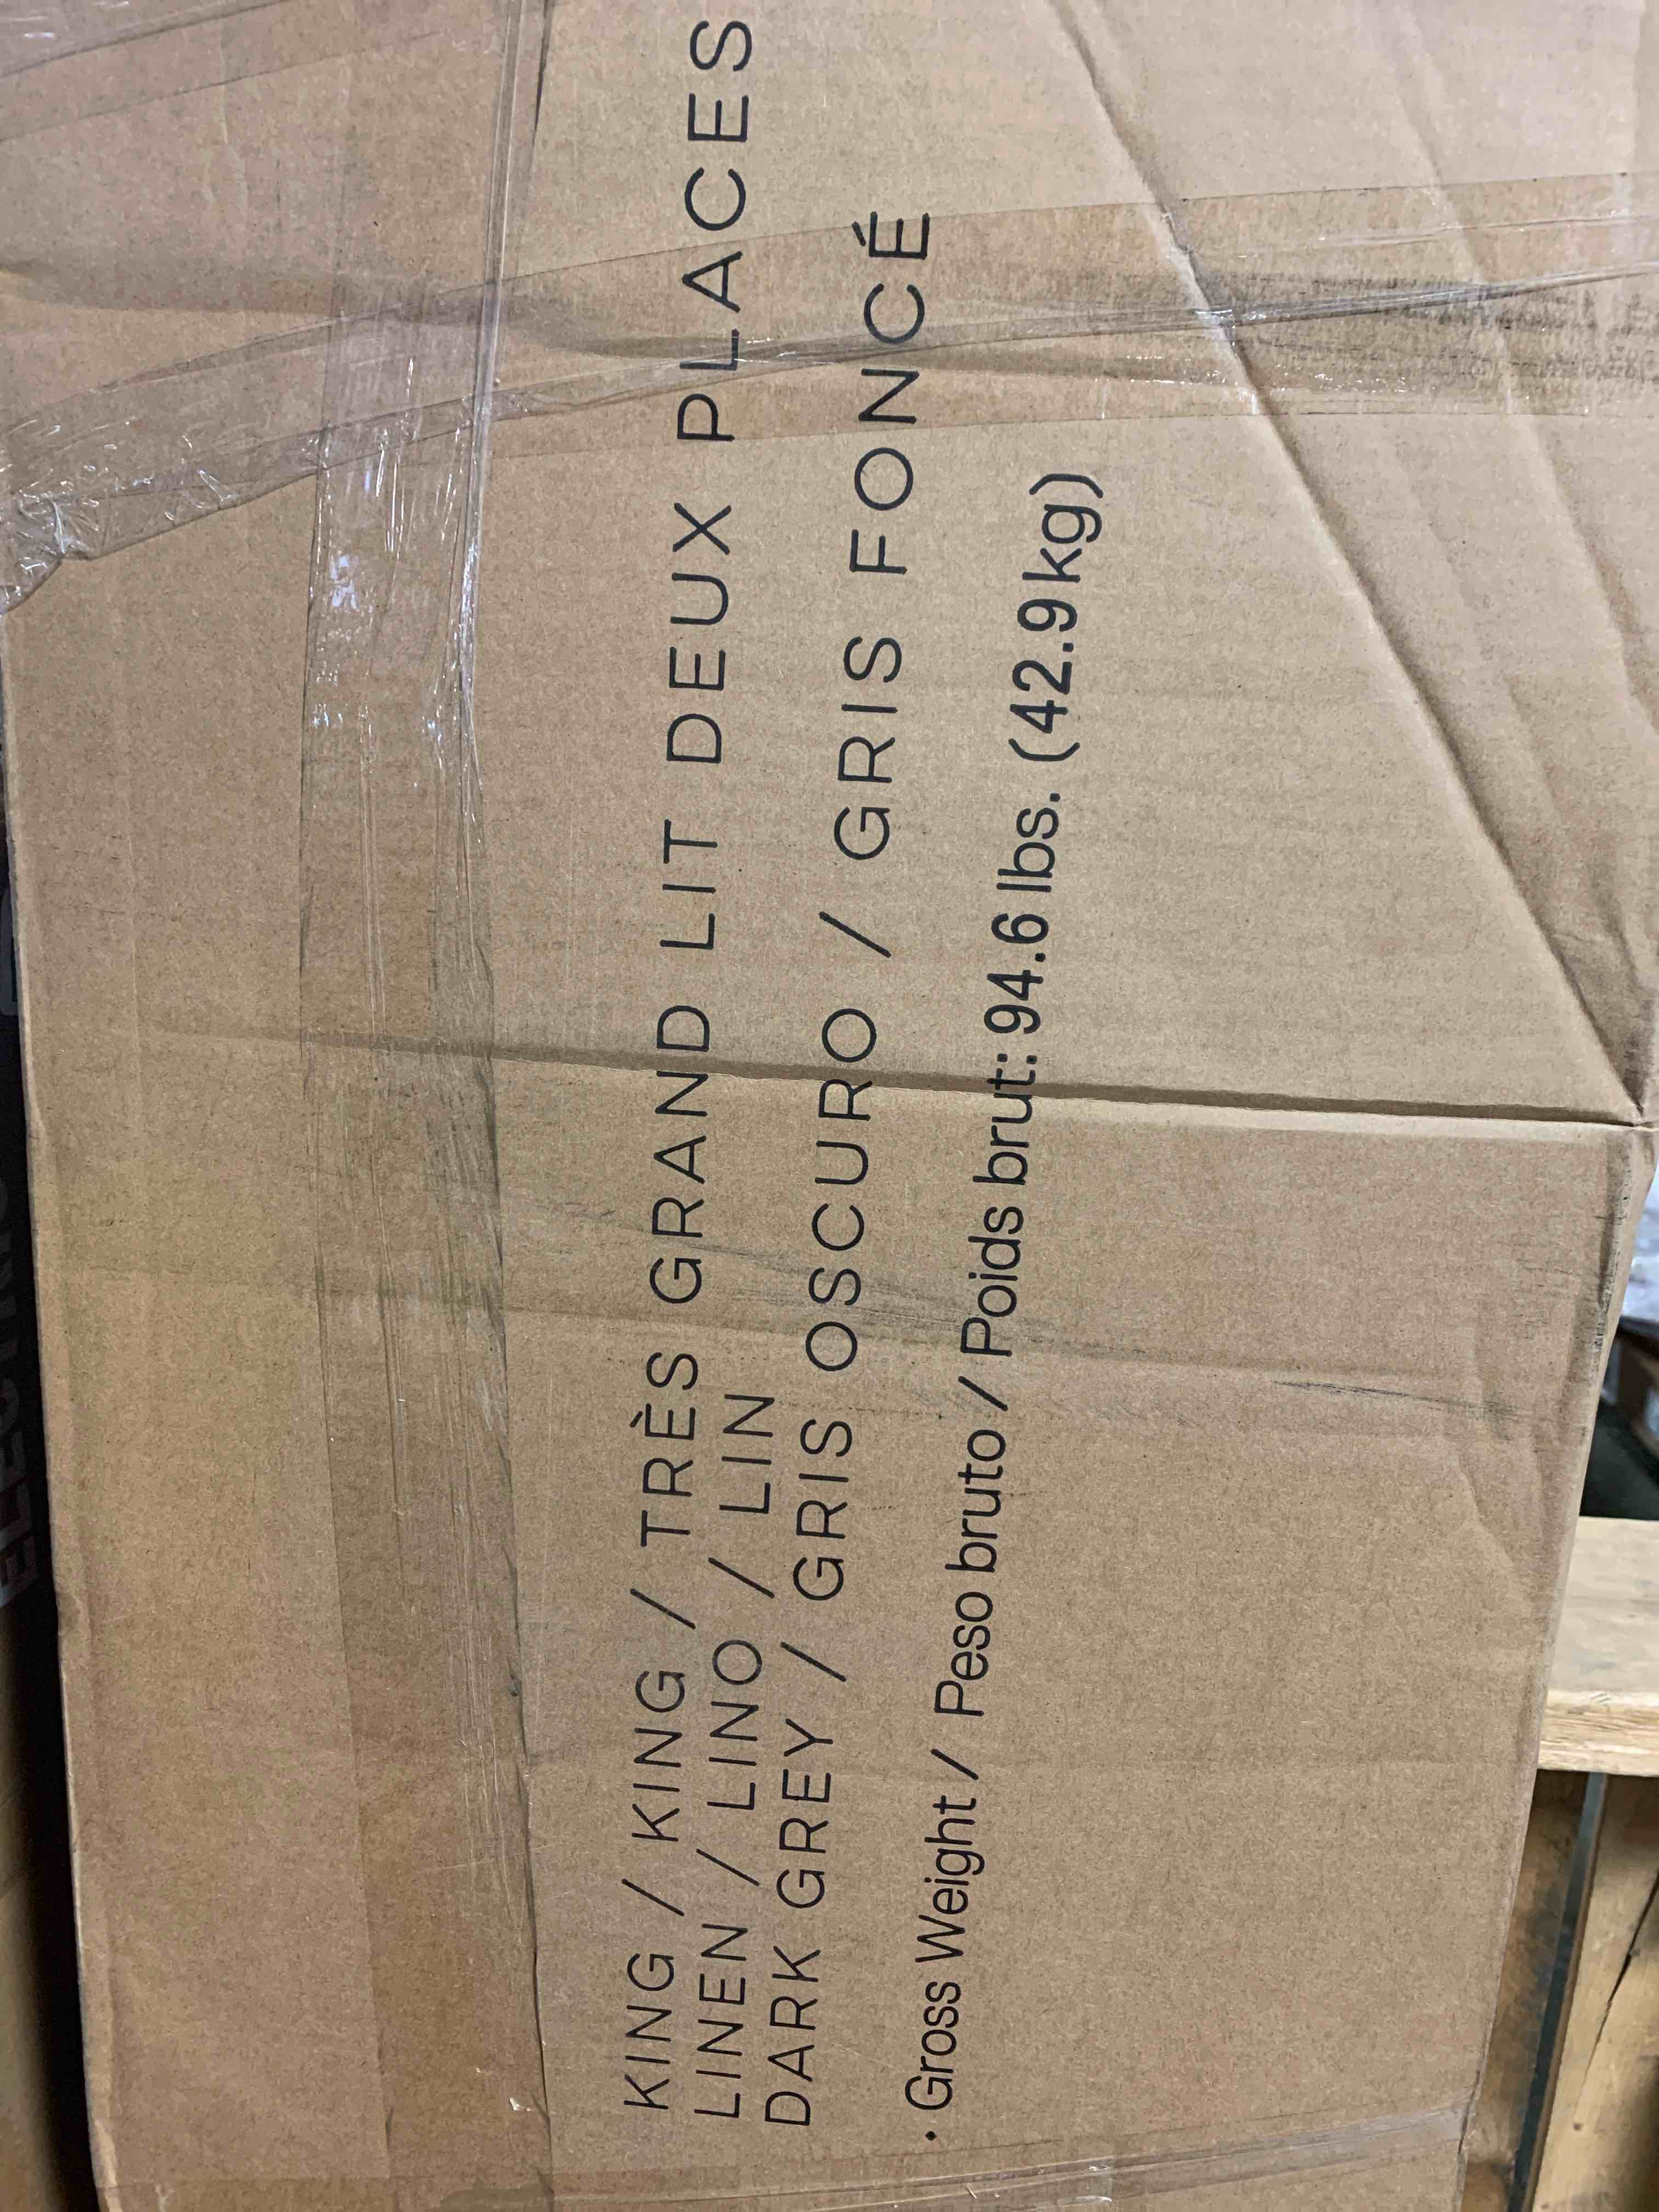 KING / KING / TRÈS GRAND LIT DEUX PLACES
LINEN / LINO / LIN
DARK GREY / GRIS OSCURO / GRIS FONCÉ
· Gross Weight / Peso bruto / Poids brut: 94.6 lbs. (42.9 kg)